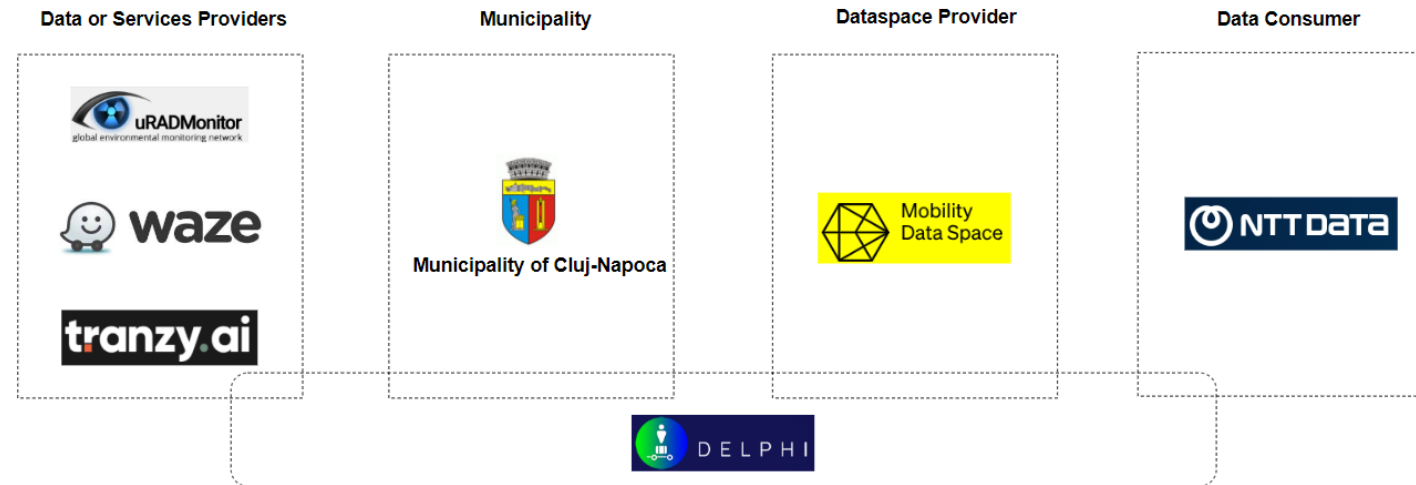 Data or Services Providers
Municipality
Dataspace Provider
Data Consumer
uRADMonitor
global environmental monitoring network
waze
tranzy.ai
Municipality of Cluj-Napoca
Mobility
Data Space
NTT DATA
DELPHI